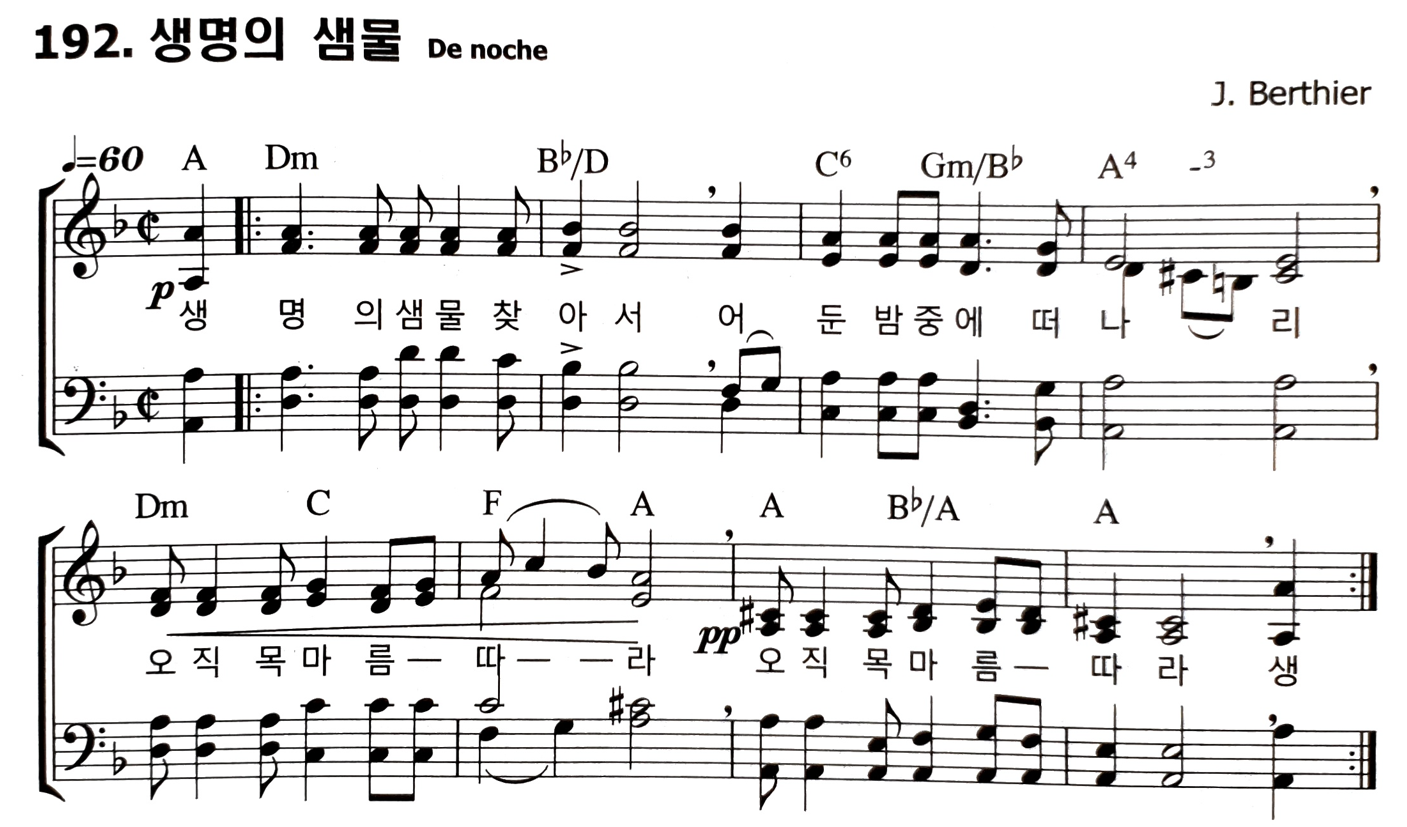 192. 생명의 샘물 De noche
J. Berthier
♩=60 A Dm B♭/D C6 Gm/B♭ A4 -3
p
생 명 의 샘 물 찾 아 서 어 둔 밤 중 에 떠 나 리
Dm C F A A B♭/A A
pp
오 직 목 마 름 — 따 — — 라 오 직 목 마 름 — 따 라 생